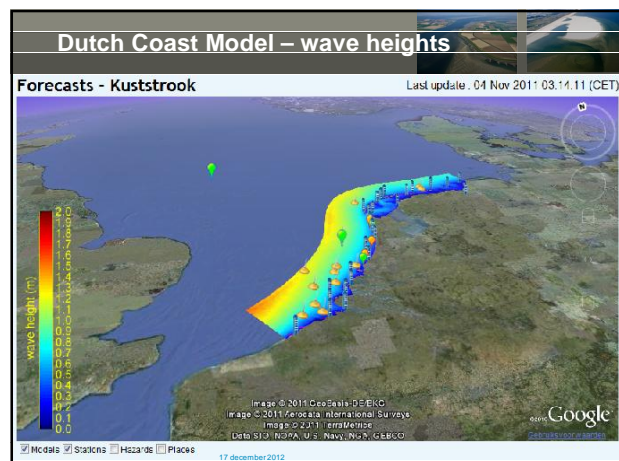 Dutch Coast Model – wave heights
Forecasts - Kuststrook
Last update : 04 Nov 2011 03:14:11 (CET)
N
wave height (m)
2.0
1.9
1.8
1.7
1.6
1.5
1.4
1.3
1.2
1.1
1.0
0.9
0.8
0.7
0.6
0.5
0.4
0.3
0.2
0.1
0.0
Image © 2011 GeoBasis-DE/BKG
Image © 2011 Aerodata International Surveys
Image © 2011 TerraMetrics
Data SIO, NOAA, U.S. Navy, NGA, GEBCO
Google
Gebruiksvoorwaarden
Models Stations Hazards Places
17 december 2012